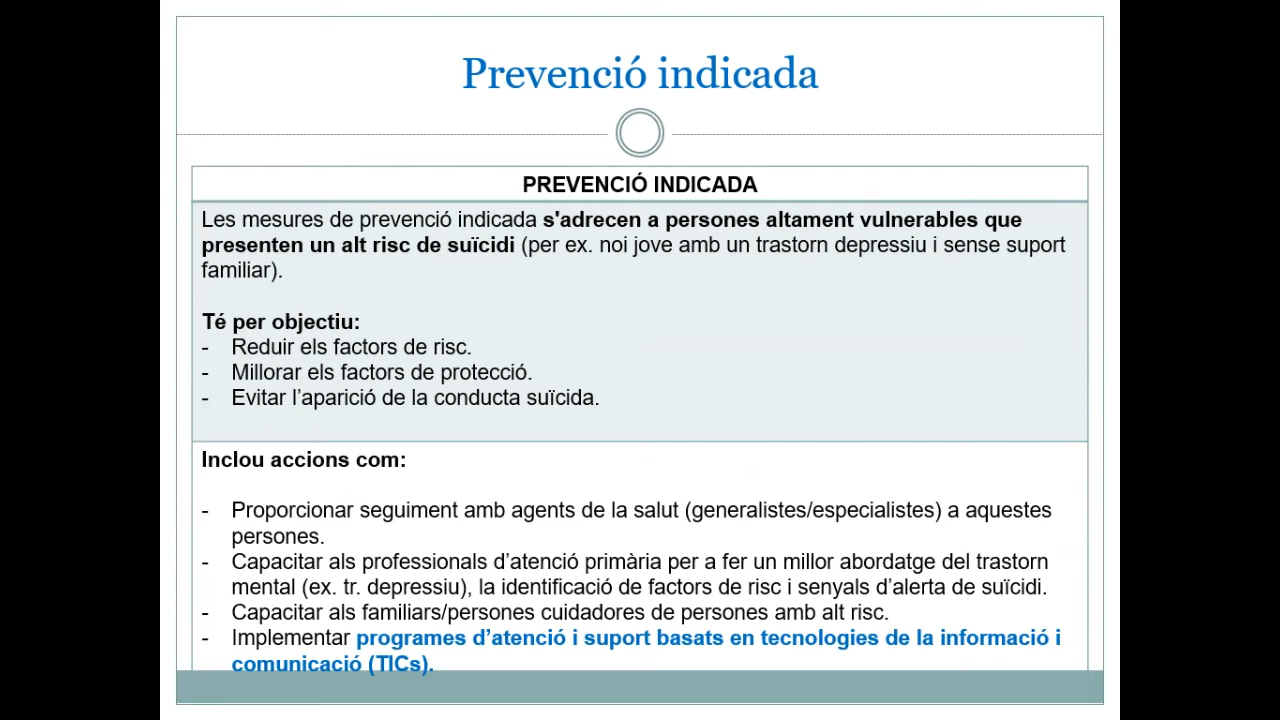 Prevenció indicada
PREVENCIÓ INDICADA
Les mesures de prevenció indicada s'adrecen a persones altament vulnerables que
presenten un alt risc de suïcidi (per ex. noi jove amb un trastorn depressiu i sense suport
familiar).
Té per objectiu:
- Reduir els factors de risc.
- Millorar els factors de protecció.
- Evitar l’aparició de la conducta suïcida.
Inclou accions com:
- Proporcionar seguiment amb agents de la salut (generalistes/especialistes) a aquestes
persones.
- Capacitar als professionals d’atenció primària per a fer un millor abordatge del trastorn
mental (ex. tr. depressiu), la identificació de factors de risc i senyals d’alerta de suïcidi.
- Capacitar als familiars/persones cuidadores de persones amb alt risc.
- Implementar programes d’atenció i suport basats en tecnologies de la informació i
comunicació (TICs).